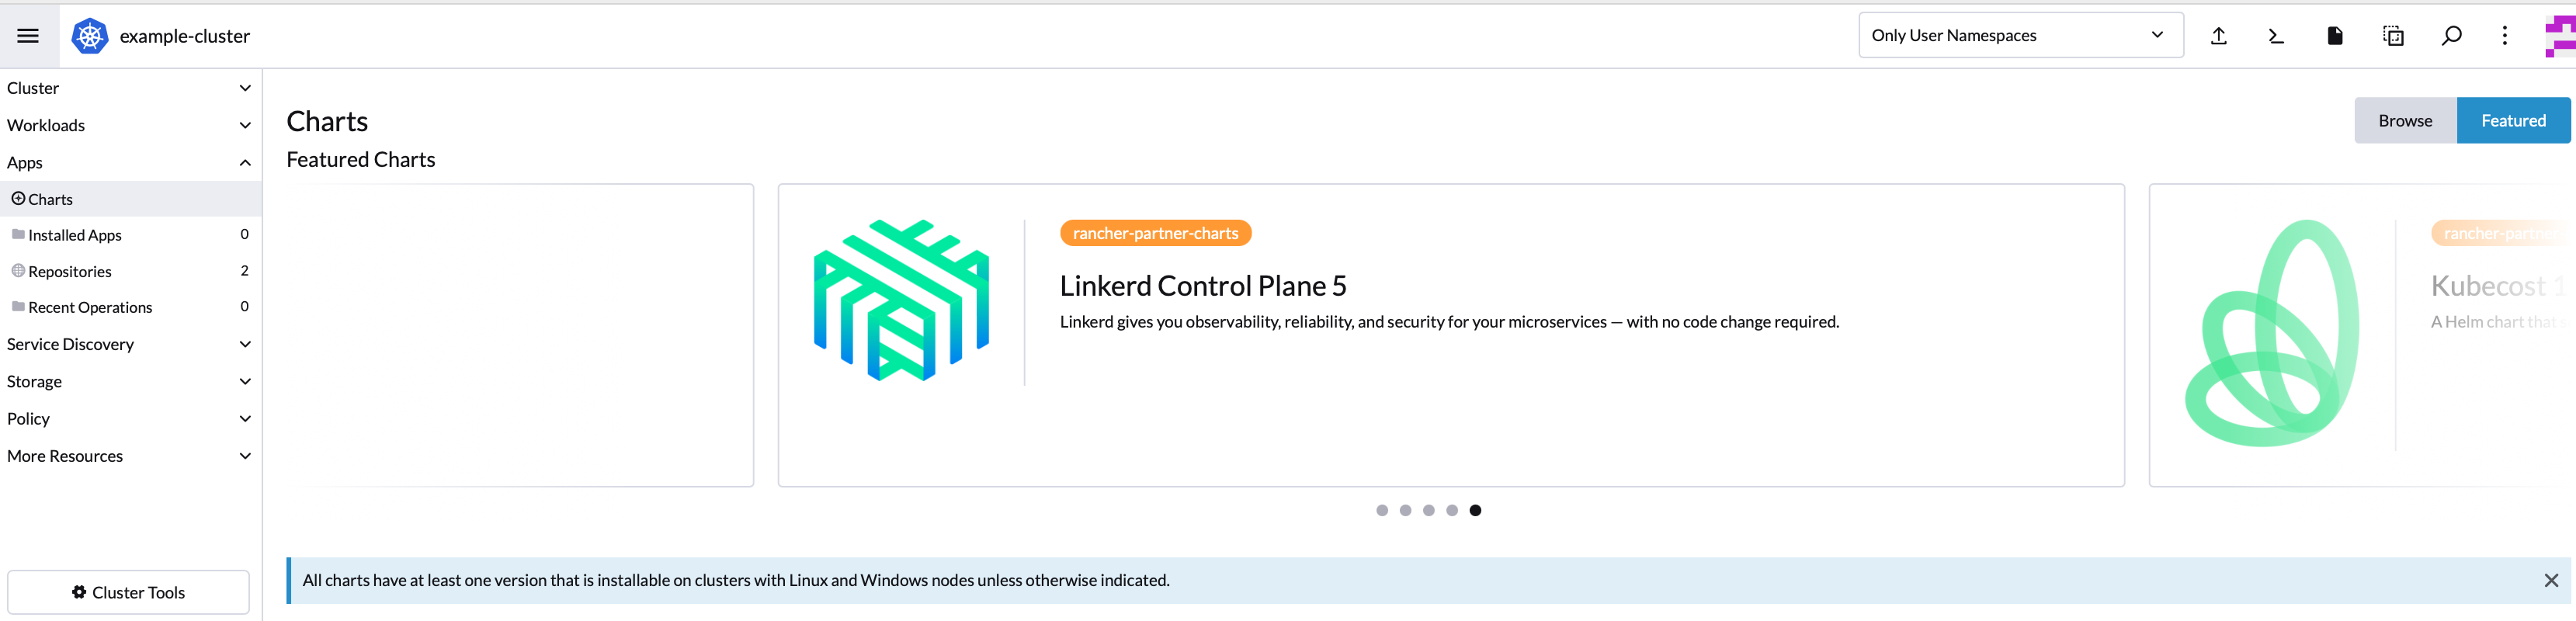 example-cluster
Only User Namespaces
Cluster
Workloads
Apps
Charts
Installed Apps 0
Repositories 2
Recent Operations 0
Service Discovery
Storage
Policy
More Resources
Cluster Tools
Charts
Browse
Featured
Featured Charts
rancher-partner-charts
Linkerd Control Plane 5
Linkerd gives you observability, reliability, and security for your microservices — with no code change required.
rancher-partner
Kubecost 1
A Helm chart that
All charts have at least one version that is installable on clusters with Linux and Windows nodes unless otherwise indicated.